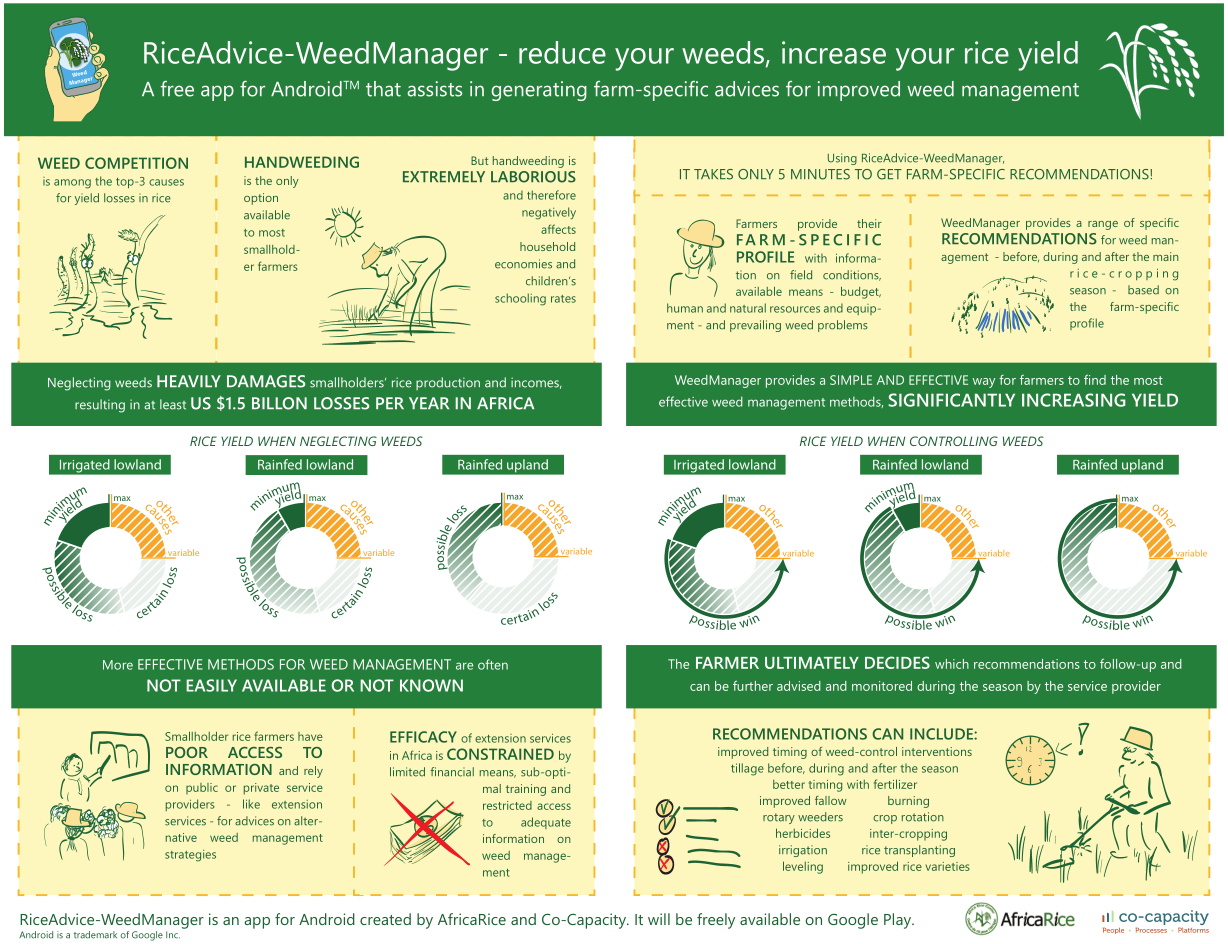 RiceAdvice-WeedManager - reduce your weeds, increase your rice yield
A free app for Android™ that assists in generating farm-specific advices for improved weed management
Weed
Manager
WEED COMPETITION
is among the top-3 causes
for yield losses in rice
HANDWEEDING
is the only
option
available
to most
smallhold-
er farmers
But handweeding is
EXTREMELY LABORIOUS
and therefore
negatively
affects
household
economies and
children's
schooling rates
Using RiceAdvice-WeedManager,
IT TAKES ONLY 5 MINUTES TO GET FARM-SPECIFIC RECOMMENDATIONS!
Farmers provide their
FARM-SPECIFIC
PROFILE with informa-
tion on field conditions,
available means - budget,
human and natural resources and equip-
ment - and prevailing weed problems
WeedManager provides a range of specific
RECOMMENDATIONS for weed man-
agement - before, during and after the main
rice-cropping
season - based on
the farm-specific
profile
Neglecting weeds HEAVILY DAMAGES smallholders' rice production and incomes,
resulting in at least US $1.5 BILLON LOSSES PER YEAR IN AFRICA
WeedManager provides a SIMPLE AND EFFECTIVE way for farmers to find the most
effective weed management methods, SIGNIFICANTLY INCREASING YIELD
RICE YIELD WHEN NEGLECTING WEEDS
Irrigated lowland
minimum
yield
max
other
causes
variable
possible loss
certain loss
Rainfed lowland
minimum
yield
max
other
causes
variable
possible loss
certain loss
Rainfed upland
possible loss
max
other
causes
variable
certain loss
RICE YIELD WHEN CONTROLLING WEEDS
Irrigated lowland
minimum
yield
max
other
variable
possible win
Rainfed lowland
minimum
yield
max
other
variable
possible win
Rainfed upland
max
other
variable
possible win
More EFFECTIVE METHODS FOR WEED MANAGEMENT are often
NOT EASILY AVAILABLE OR NOT KNOWN
The FARMER ULTIMATELY DECIDES which recommendations to follow-up and
can be further advised and monitored during the season by the service provider
Smallholder rice farmers have
POOR ACCESS TO
INFORMATION and rely
on public or private service
providers - like extension
services - for advices on alter-
native weed management
strategies
EFFICACY of extension services
in Africa is CONSTRAINED by
limited financial means, sub-opti-
mal training and
restricted access
to adequate
information on
weed manage-
ment
RECOMMENDATIONS CAN INCLUDE:
improved timing of weed-control interventions
tillage before, during and after the season
better timing with fertilizer
improved fallow burning
rotary weeders crop rotation
herbicides inter-cropping
irrigation rice transplanting
leveling improved rice varieties
12
3
6
9
!
RiceAdvice-WeedManager is an app for Android created by AfricaRice and Co-Capacity. It will be freely available on Google Play.
Android is a trademark of Google Inc.
AfricaRice
co-capacity
People • Processes • Platforms